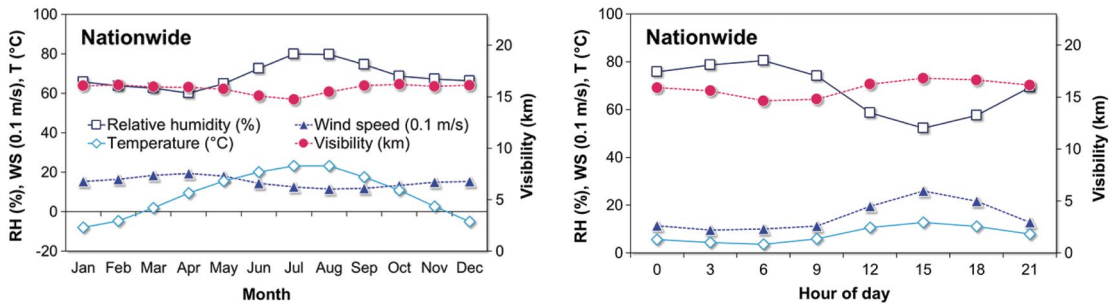 Nationwide
RH (%), WS (0.1 m/s), T (°C)
100
80
60
40
20
0
-20
Relative humidity (%)
Wind speed (0.1 m/s)
Temperature (°C)
Visibility (km)
20
15
10
5
0
Visibility (km)
Jan Feb Mar Apr May Jun Jul Aug Sep Oct Nov Dec
Month
Nationwide
RH (%), WS (0.1 m/s), T (°C)
100
80
60
40
20
0
20
15
10
5
0
Visibility (km)
0 3 6 9 12 15 18 21
Hour of day